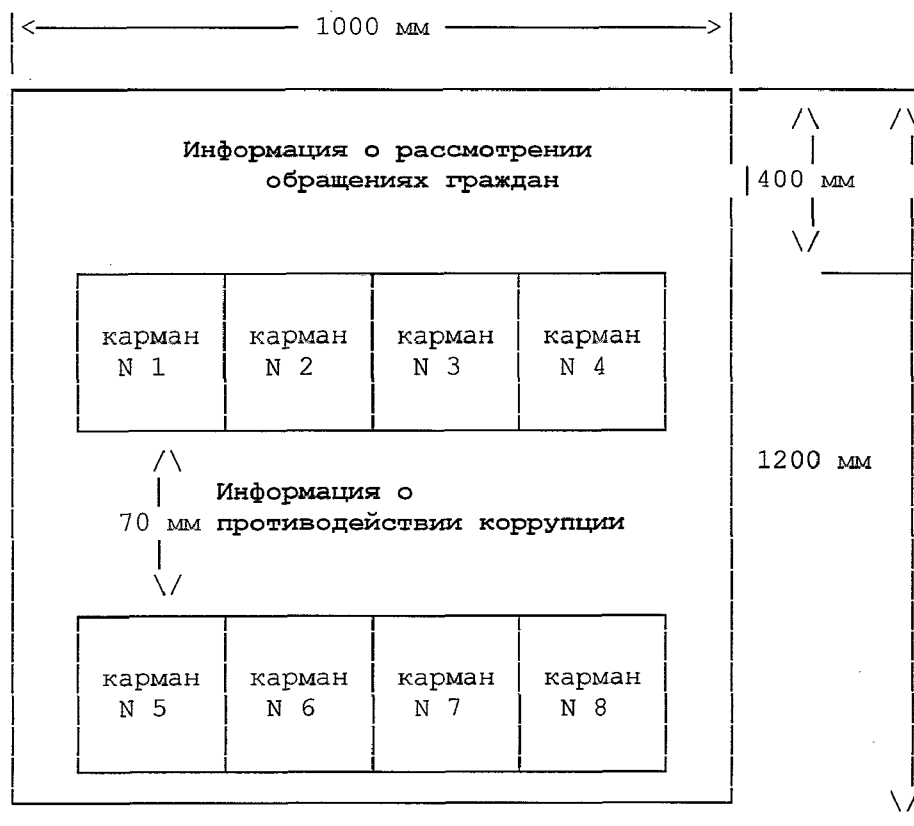 1000 мм
Информация о рассмотрении
обращениях граждан
400 мм
карман карман карман карман
N 1 N 2 N 3 N 4
1200 мм
Информация о
70 мм противодействии коррупции
карман карман карман карман
N 5 N 6 N 7 N 8